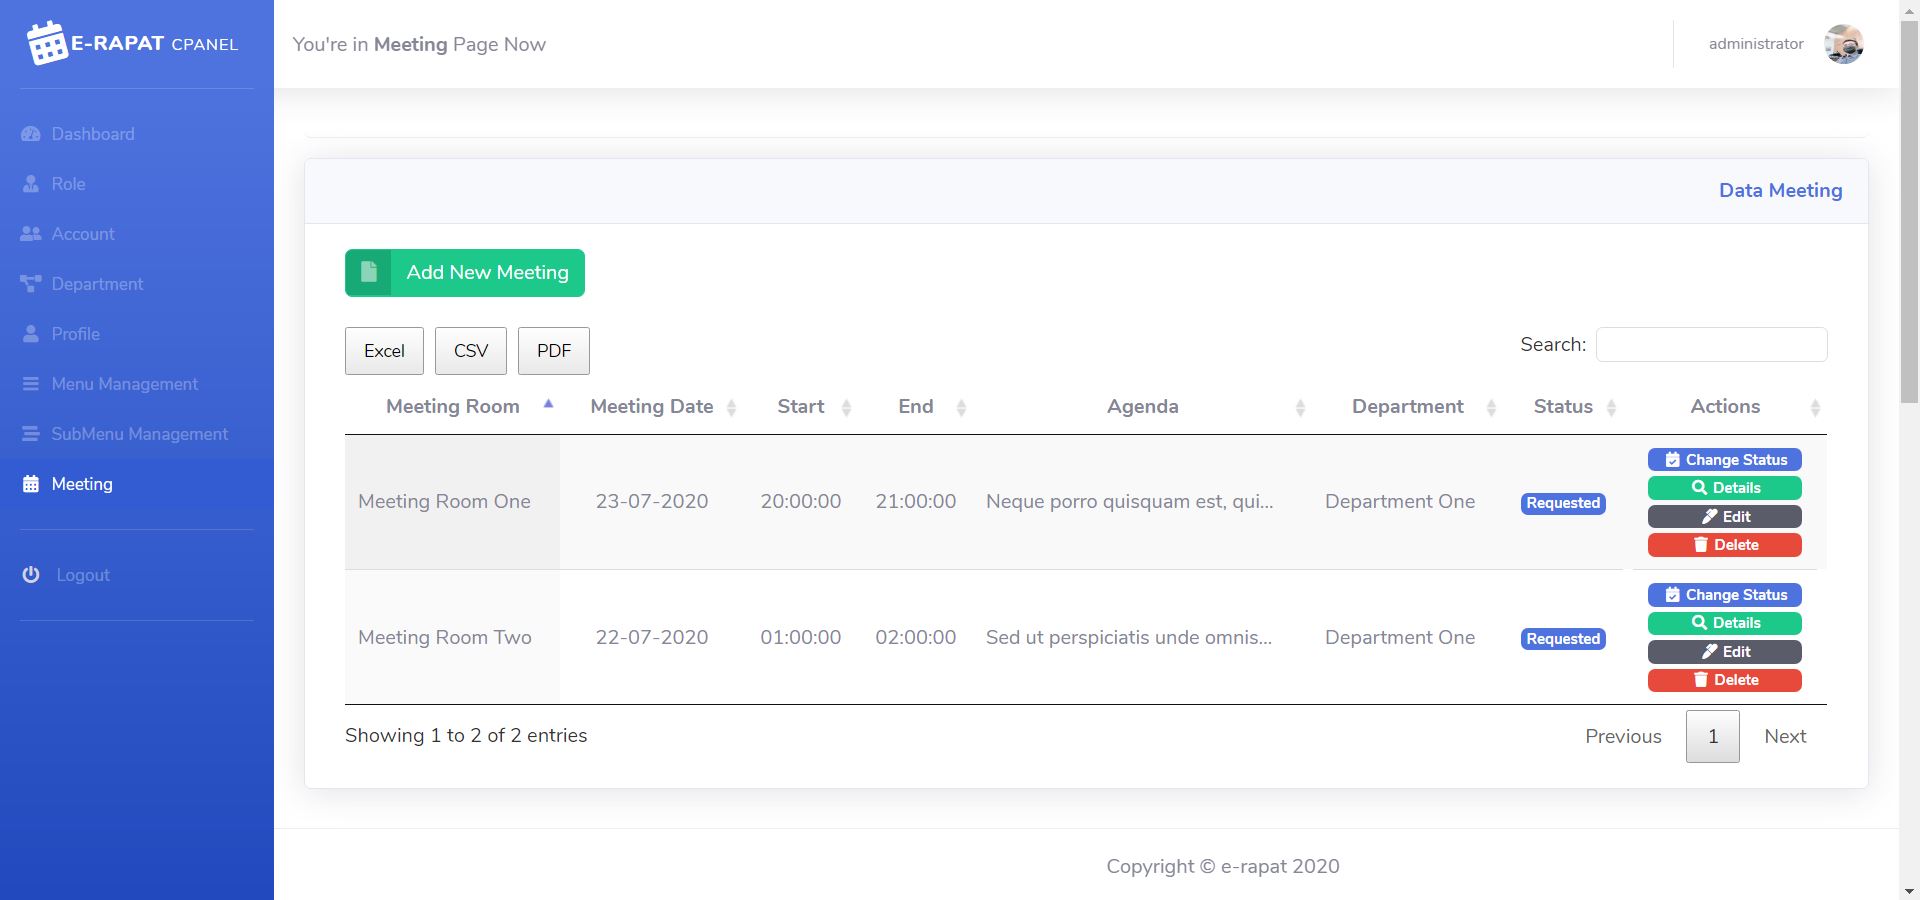 E-RAPAT CPANEL
You're in Meeting Page Now
administrator
Dashboard
Role
Account
Department
Profile
Menu Management
SubMenu Management
Meeting
Logout
Data Meeting
Add New Meeting
Excel CSV PDF
Search:
Meeting Room Meeting Date Start End Agenda Department Status Actions
Meeting Room One 23-07-2020 20:00:00 21:00:00 Neque porro quisquam est, qui... Department One Requested
Change Status
Details
Edit
Delete
Meeting Room Two 22-07-2020 01:00:00 02:00:00 Sed ut perspiciatis unde omnis... Department One Requested
Change Status
Details
Edit
Delete
Showing 1 to 2 of 2 entries
Previous 1 Next
Copyright © e-rapat 2020